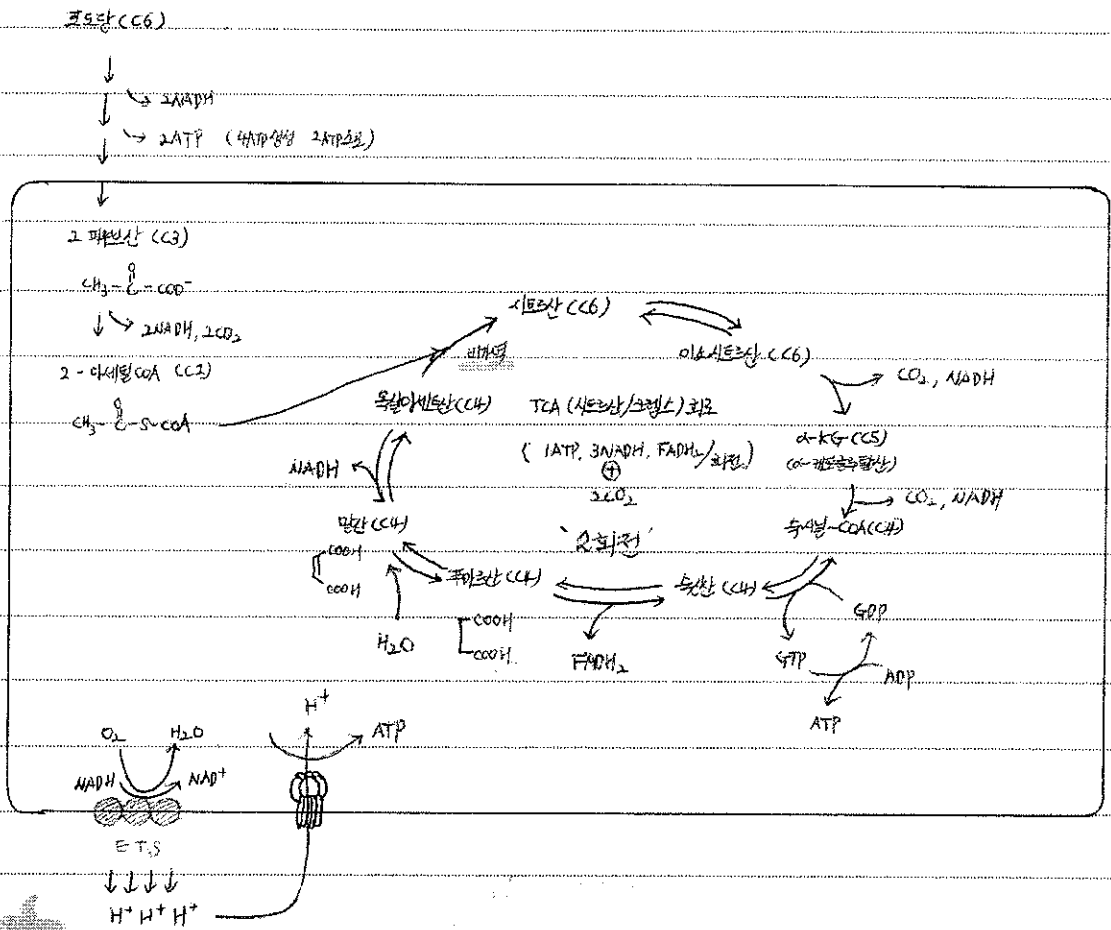 포도당 (C6)
2NADH
2ATP (4ATP생성 2ATP소모)
2 피루브산 (C3)
O
CH3-C-COO-
2NADH, 2CO2
2-아세틸COA (C2)
O
CH3-C-S-COA
시트르산 (C6)
비가역
이소시트르산 (C6)
CO2, NADH
옥살아세트산 (C4)
TCA (시트르산/크렙스) 회로
α-KG (C5)
(α-케토글루탈산)
(1ATP, 3NADH, FADH2/회전)
+
2CO2
NADH
CO2, NADH
말산 (C4)
'2회전'
숙시닐-COA(C4)
COOH
COOH
푸마르산 (C4)
숙신산 (C4)
GDP
H2O
COOH
COOH
FADH2
GTP
ADP
ATP
H+
ATP
O2
H2O
NADH
NAD+
E.T.S
H+ H+ H+